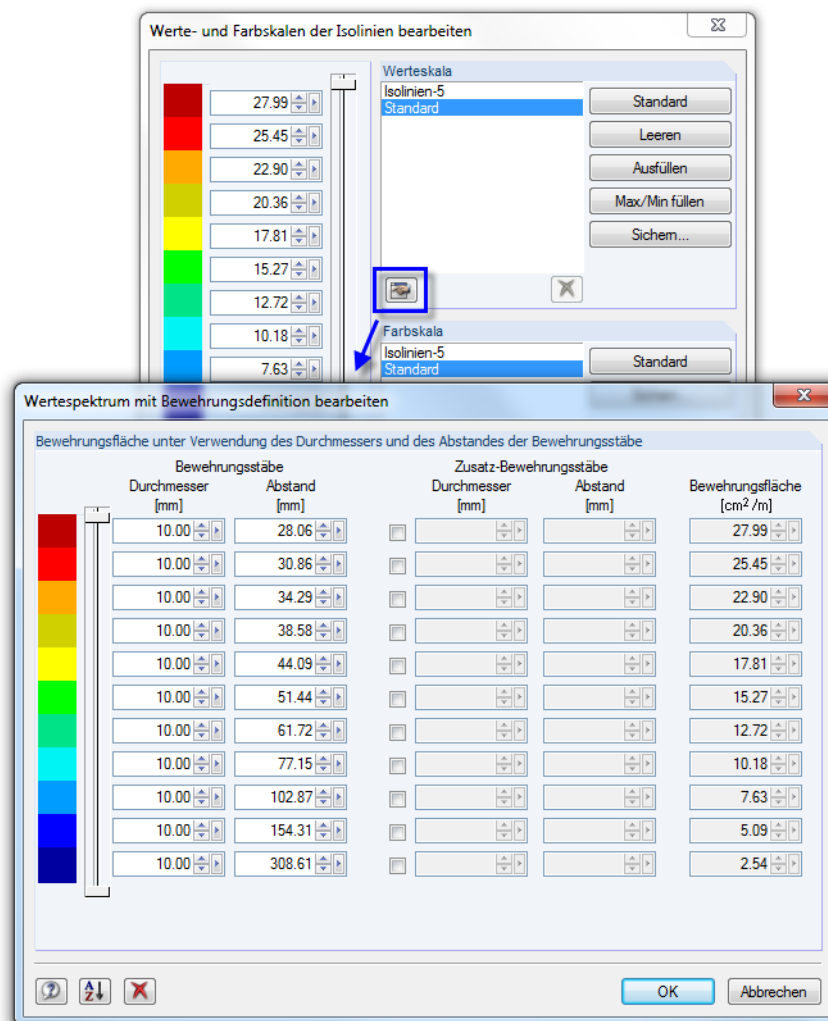 Werte- und Farbskalen der Isolinien bearbeiten
Werteskala
Isolinien-5
Standard
Standard
Leeren
Ausfüllen
Max/Min füllen
Sichern...
27.99
25.45
22.90
20.36
17.81
15.27
12.72
10.18
7.63
Farbskala
Isolinien-5
Standard
Standard
Wertespektrum mit Bewehrungsdefinition bearbeiten
Bewehrungsfläche unter Verwendung des Durchmessers und des Abstandes der Bewehrungsstäbe
Bewehrungsstäbe Zusatz-Bewehrungsstäbe
Durchmesser Abstand Durchmesser Abstand Bewehrungsfläche
[mm] [mm] [mm] [mm] [cm²/m]
10.00 28.06 27.99
10.00 30.86 25.45
10.00 34.29 22.90
10.00 38.58 20.36
10.00 44.09 17.81
10.00 51.44 15.27
10.00 61.72 12.72
10.00 77.15 10.18
10.00 102.87 7.63
10.00 154.31 5.09
10.00 308.61 2.54
A
Z
OK Abbrechen